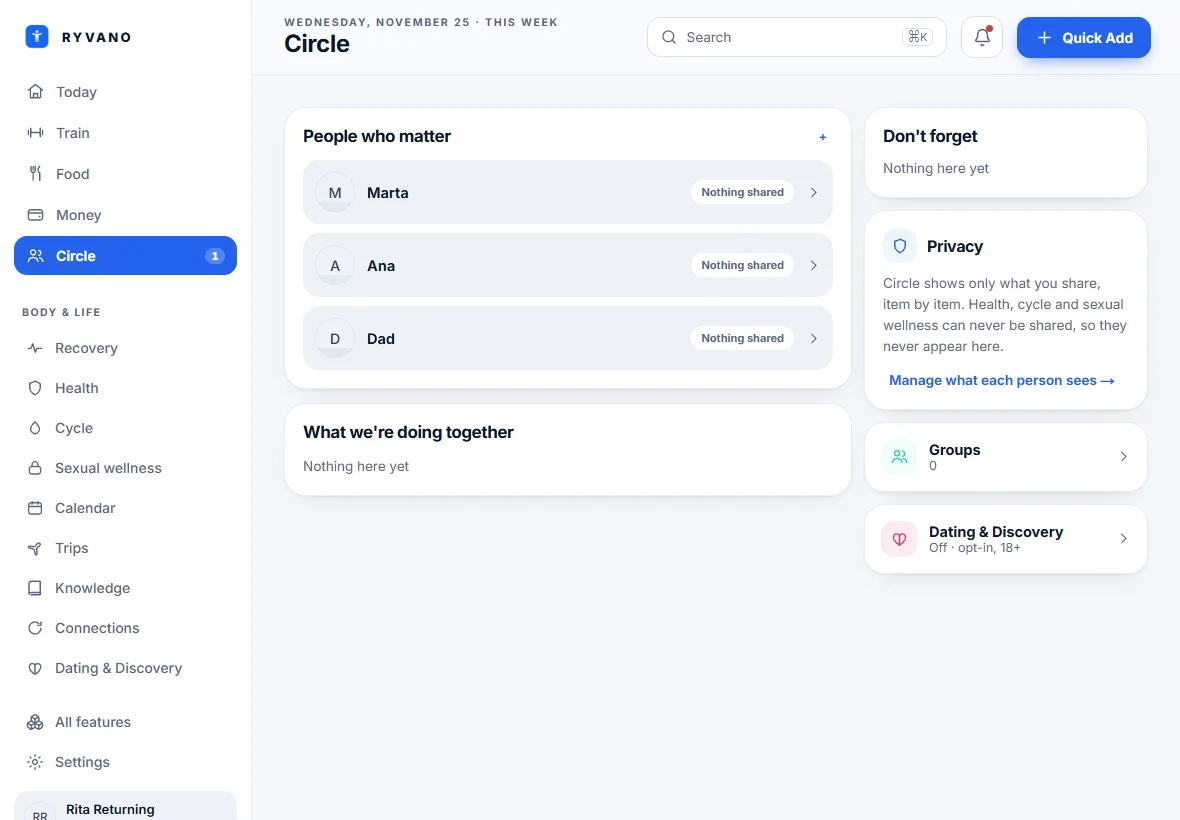 RYVANO
Today
Train
Food
Money
Circle 1
BODY & LIFE
Recovery
Health
Cycle
Sexual wellness
Calendar
Trips
Knowledge
Connections
Dating & Discovery
All features
Settings
RR Rita Returning
WEDNESDAY, NOVEMBER 25 · THIS WEEK
Circle
Search ⌘K
+ Quick Add
People who matter +
M Marta Nothing shared
A Ana Nothing shared
D Dad Nothing shared
What we're doing together
Nothing here yet
Don't forget
Nothing here yet
Privacy
Circle shows only what you share,
item by item. Health, cycle and sexual
wellness can never be shared, so they
never appear here.
Manage what each person sees →
Groups
0
Dating & Discovery
Off · opt-in, 18+